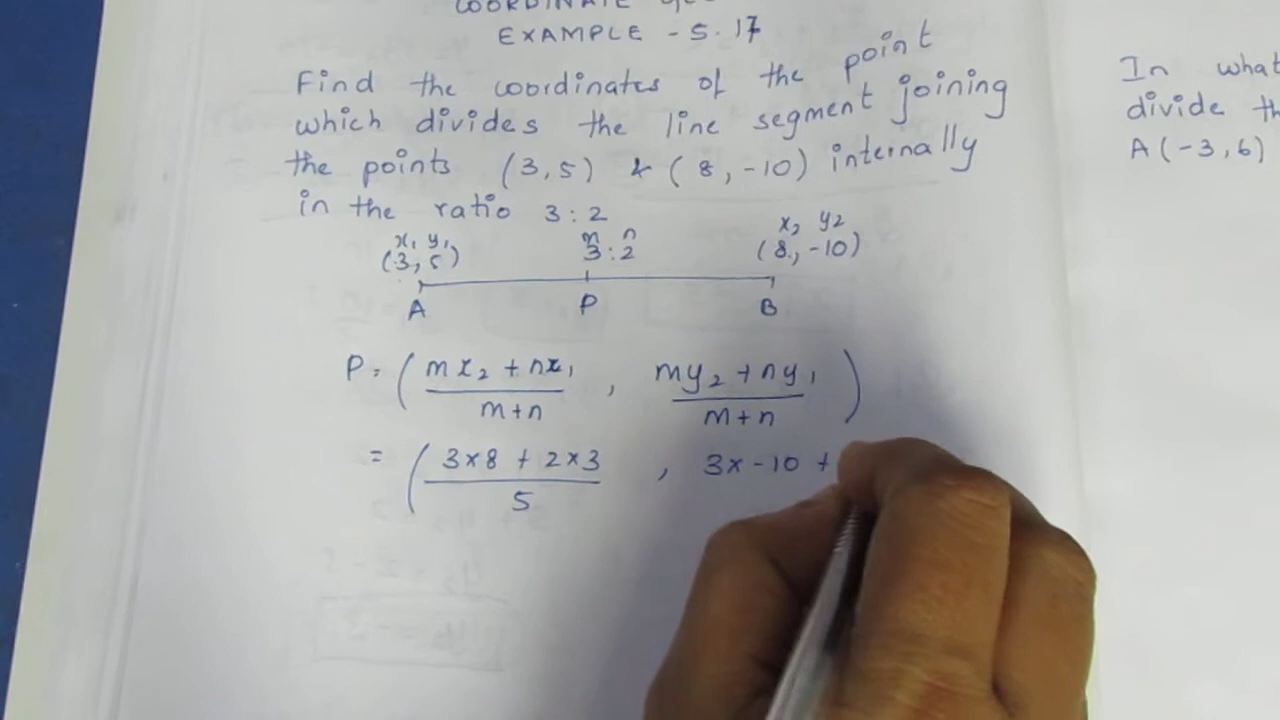 COORDINATE
EXAMPLE - 5.17
Find the coordinates of the point
which divides the line segment joining
the points (3,5) & (8,-10) internally
in the ratio 3:2
x₁ y₁ m n x₂ y₂
(3,5) 3:2 (8,-10)
A P B
P = ( mx₂ + nx₁ / m+n , my₂ + ny₁ / m+n )
= ( 3×8 + 2×3 / 5 , 3×-10 +
In what
divide th
A(-3,6)